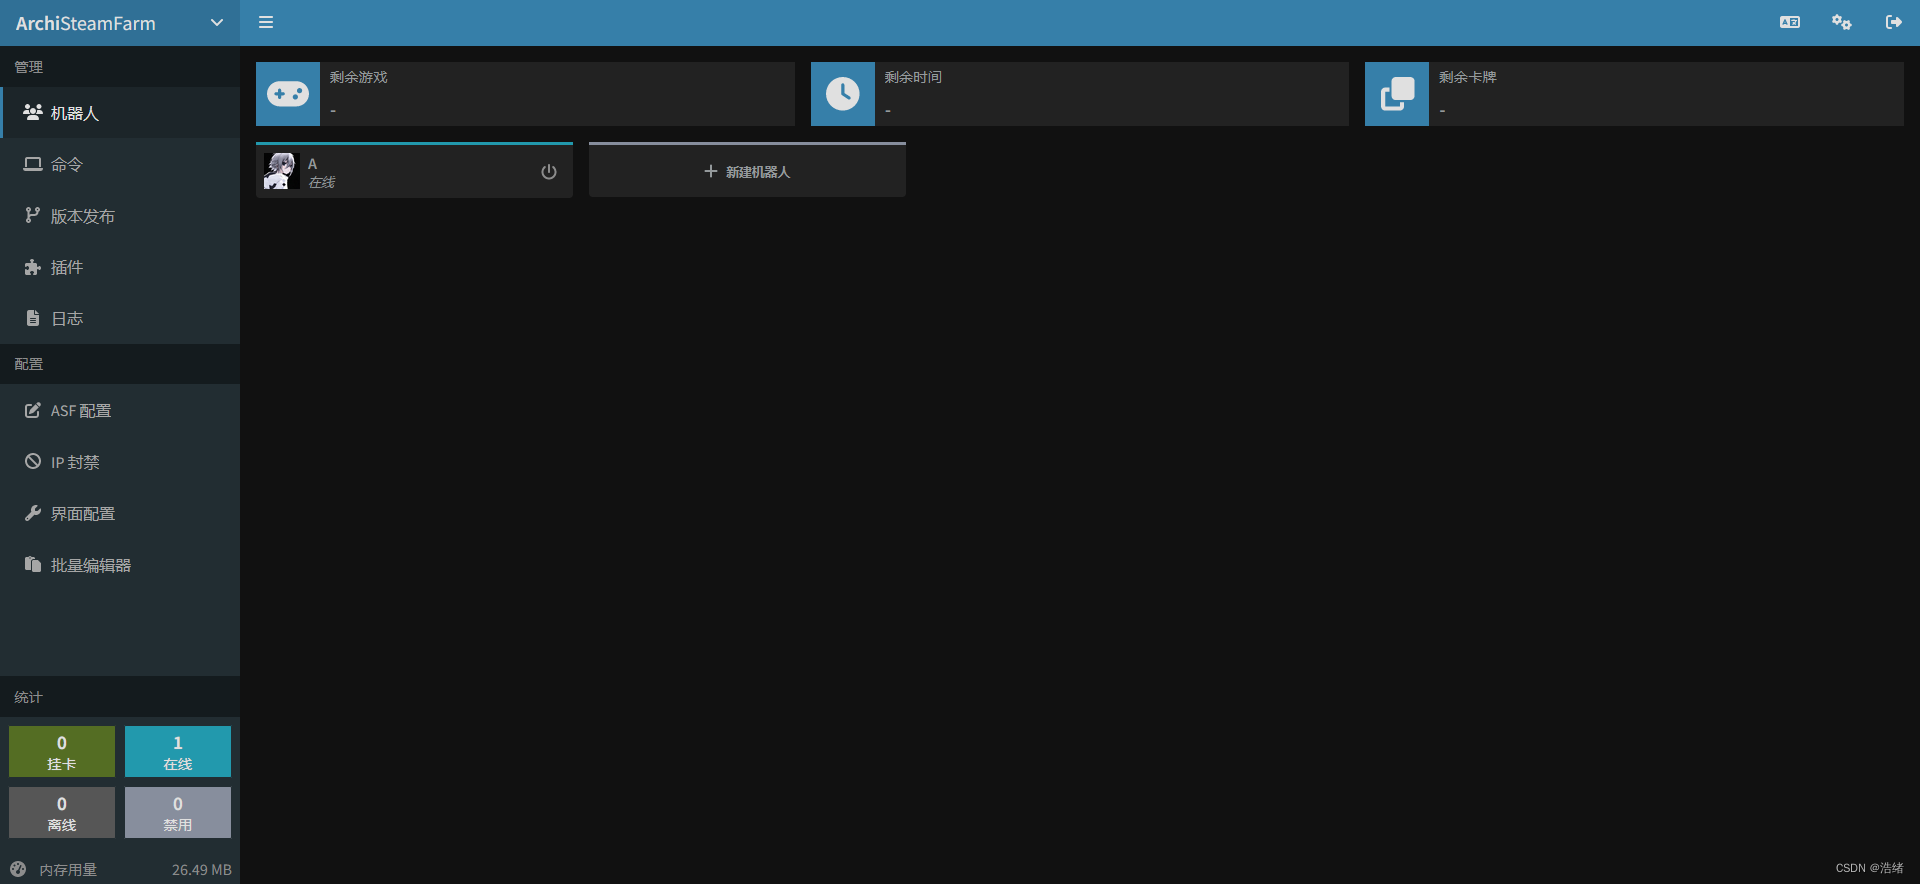 ArchiSteamFarm
管理
机器人
命令
版本发布
插件
日志
配置
ASF 配置
IP 封禁
界面配置
批量编辑器
统计
0
挂卡
1
在线
0
离线
0
禁用
内存用量
26.49 MB
剩余游戏
-
剩余时间
-
剩余卡牌
-
A
在线
新建机器人
CSDN @浩绪